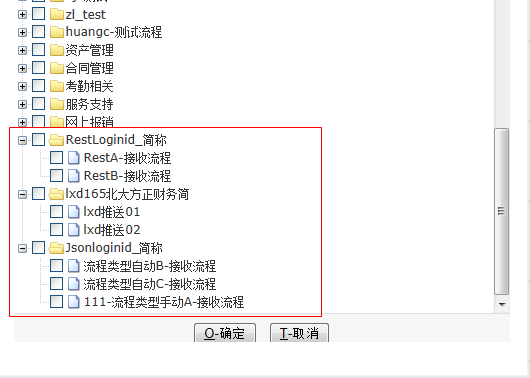 zl_test
huangc-测试流程
资产管理
合同管理
考勤相关
服务支持
网上报销
RestLoginid_简称
RestA-接收流程
RestB-接收流程
lxd165北大方正财务简
lxd推送01
lxd推送02
Jsonloginid_简称
流程类型自动B-接收流程
流程类型自动C-接收流程
111-流程类型手动A-接收流程
O-确定 T-取消